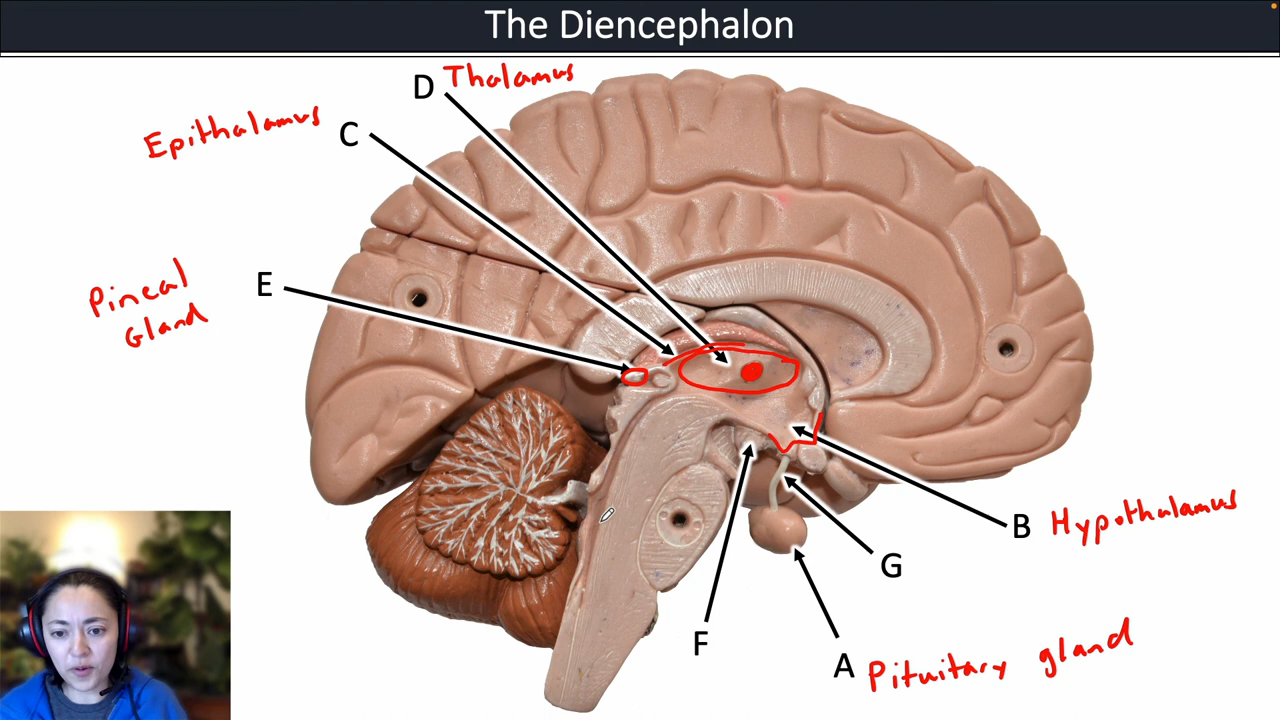 The Diencephalon
D Thalamus
Epithalamus C
E
Pineal
Gland
B Hypothalamus
G
F
A Pituitary gland